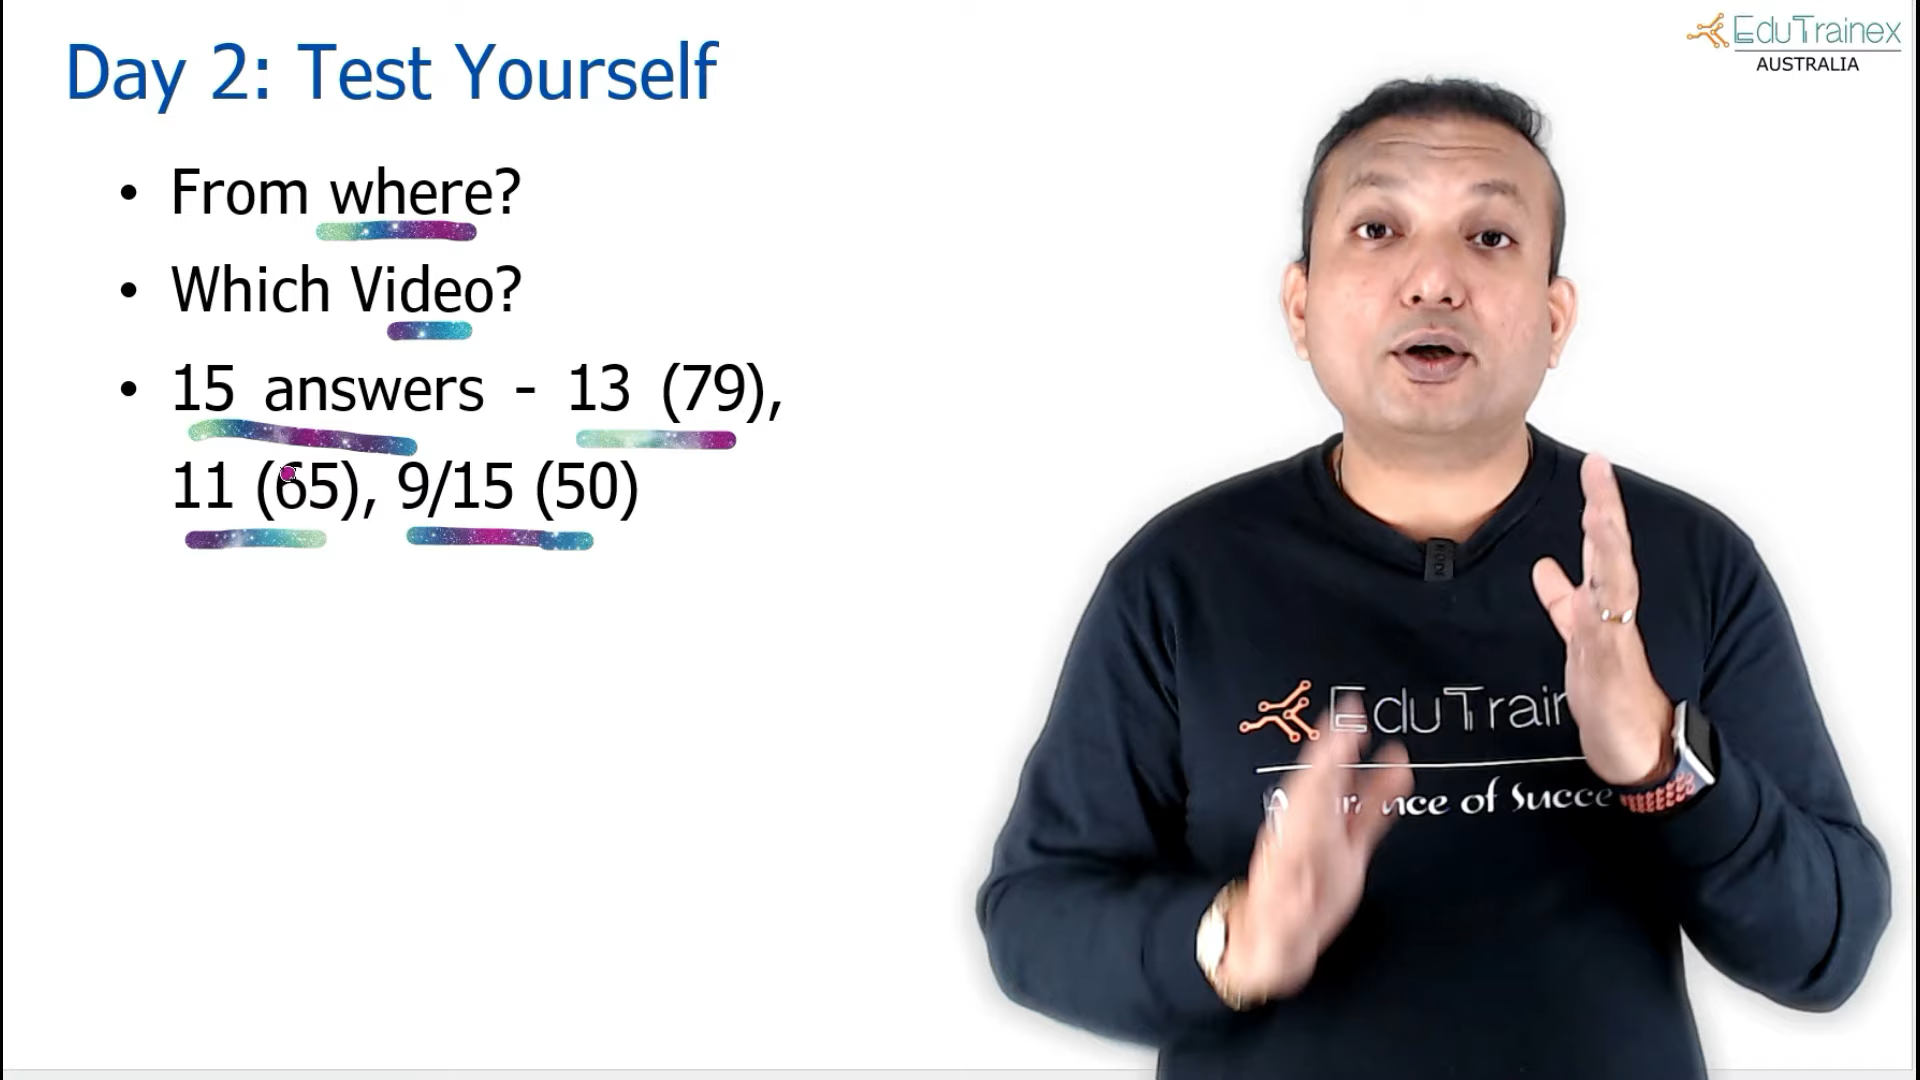 Day 2: Test Yourself
• From where?
• Which Video?
• 15 answers - 13 (79),
11 (65), 9/15 (50)
EduTrainex
AUSTRALIA
EduTrain
nce of Succe